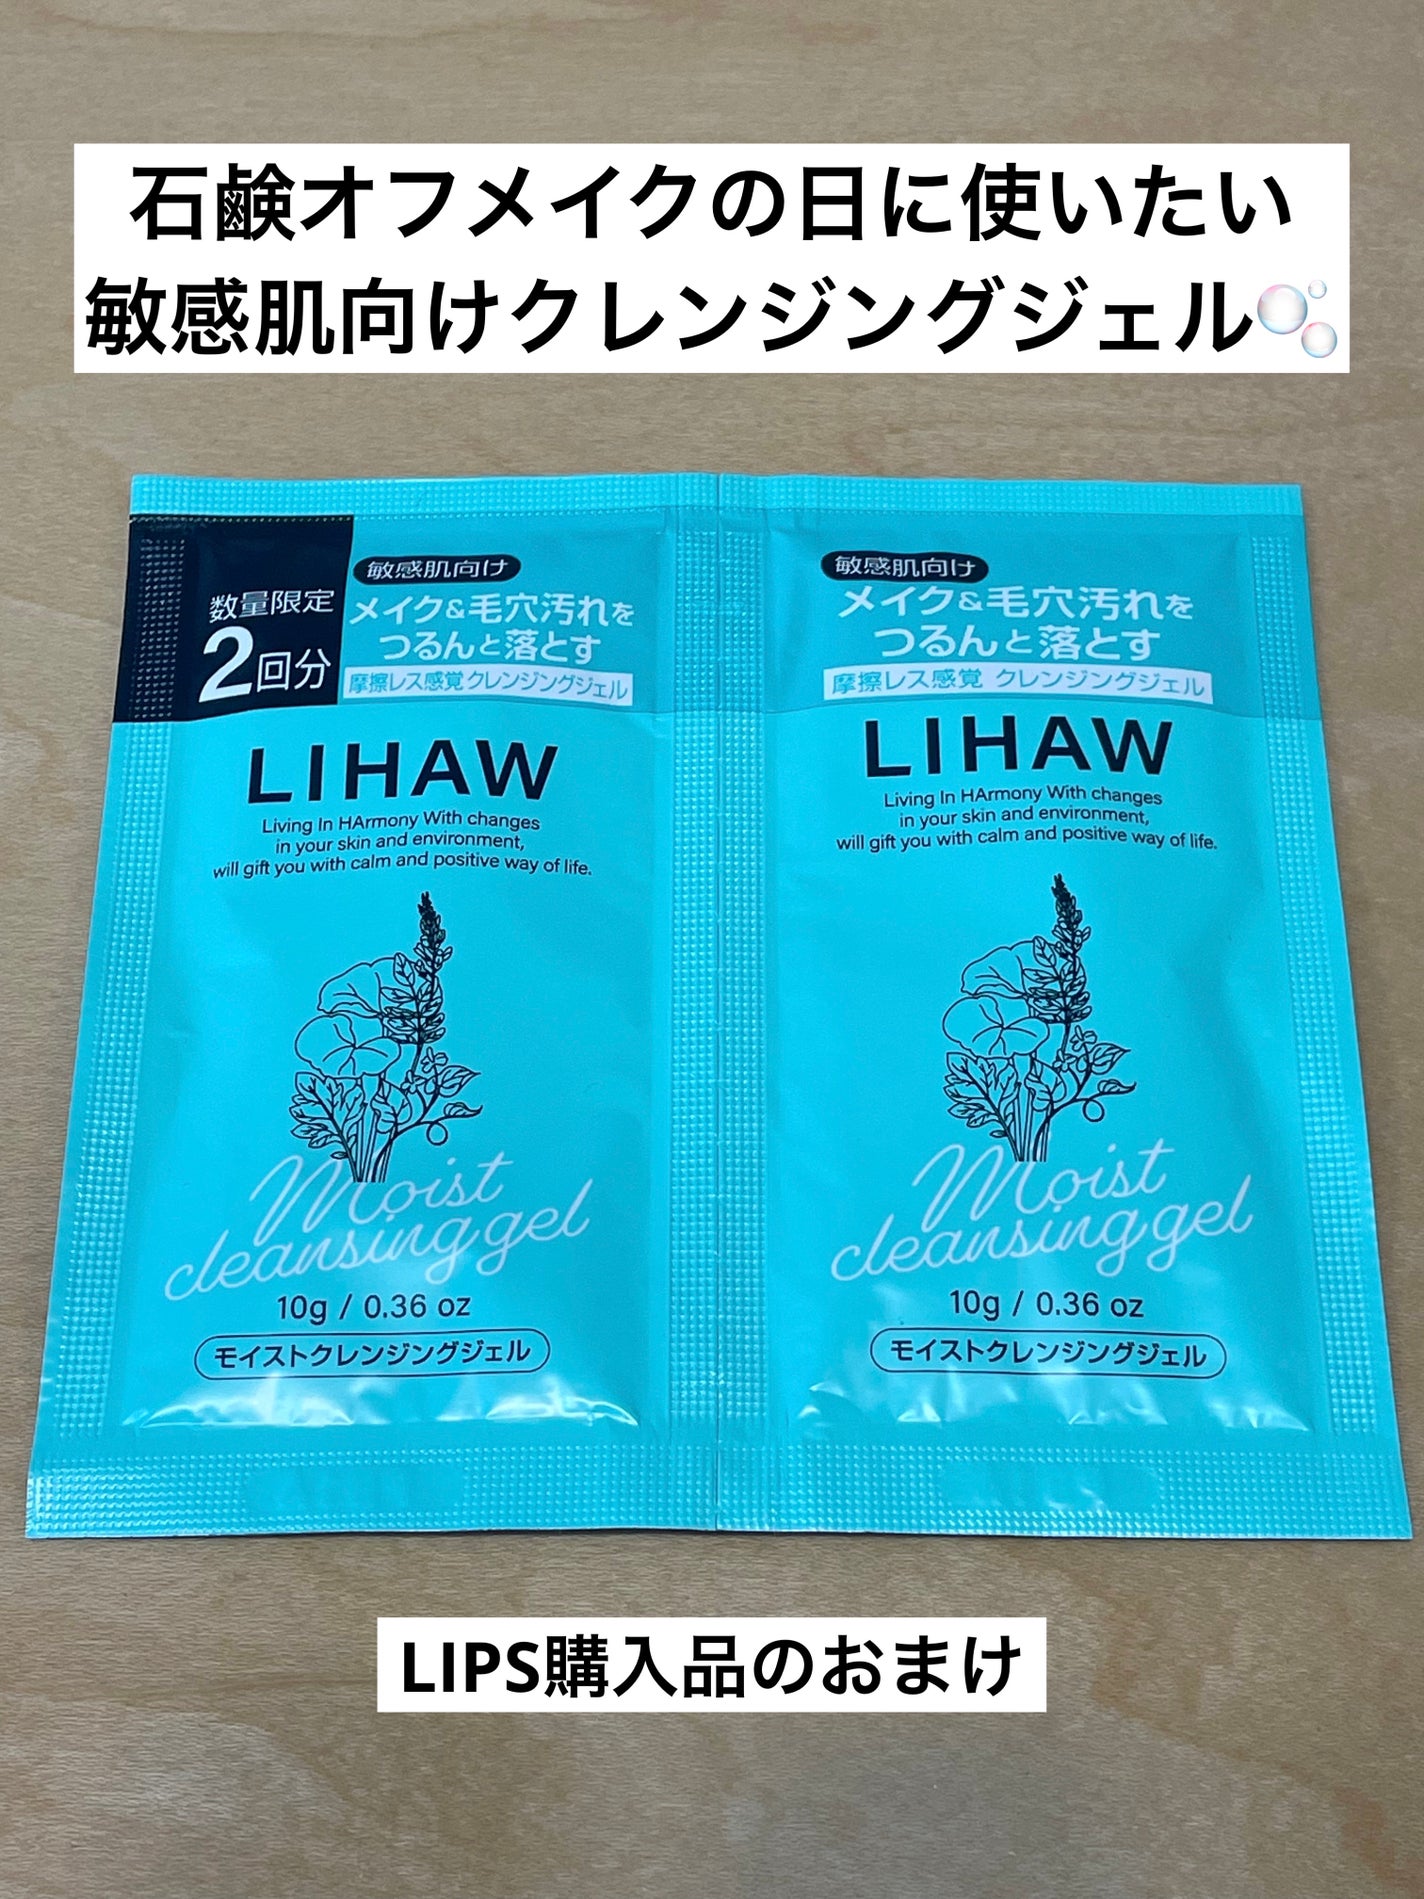 石鹸オフメイクの日に使いたい
敏感肌向けクレンジングジェル🫧
数量限定
2回分
敏感肌向け
メイク&毛穴汚れを
つるんと落とす
摩擦レス感覚 クレンジングジェル
LIHAW
Living In HArmony With changes
in your skin and environment,
will gift you with calm and positive way of life.
Moist
cleansing gel
10g / 0.36 oz
モイストクレンジングジェル
敏感肌向け
メイク&毛穴汚れを
つるんと落とす
摩擦レス感覚 クレンジングジェル
LIHAW
Living In HArmony With changes
in your skin and environment,
will gift you with calm and positive way of life.
Moist
cleansing gel
10g / 0.36 oz
モイストクレンジングジェル
LIPS購入品のおまけ